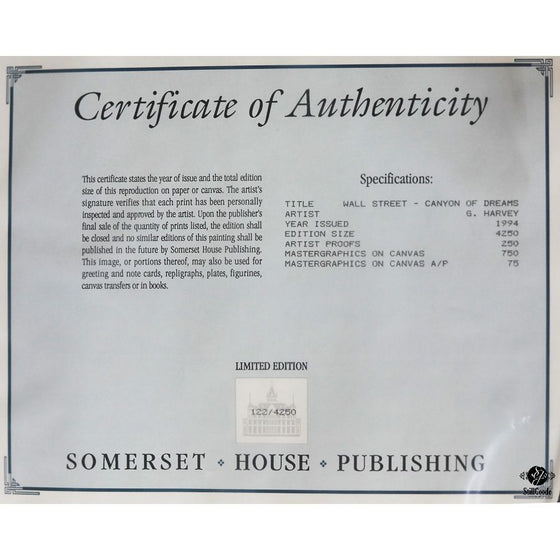 Certificate of Authenticity
This certificate states the year of issue and the total edition
size of this reproduction on paper or canvas. The artist's
signature verifies that each print has been personally
inspected and approved by the artist. Upon the publisher's
final sale of the quantity of prints listed, the edition shall
be closed and no similar editions of this painting shall be
published in the future by Somerset House Publishing.
This image, or portions thereof, may also be used for
greeting and note cards, repligraphs, plates, figurines,
canvas transfers or in books.
Specifications:
TITLE WALL STREET - CANYON OF DREAMS
ARTIST G. HARVEY
YEAR ISSUED 1994
EDITION SIZE 4250
ARTIST PROOFS 250
MASTERGRAPHICS ON CANVAS 750
MASTERGRAPHICS ON CANVAS A/P 75
LIMITED EDITION
122/4250
SOMERSET ❖ HOUSE ❖ PUBLISHING
StillGoode